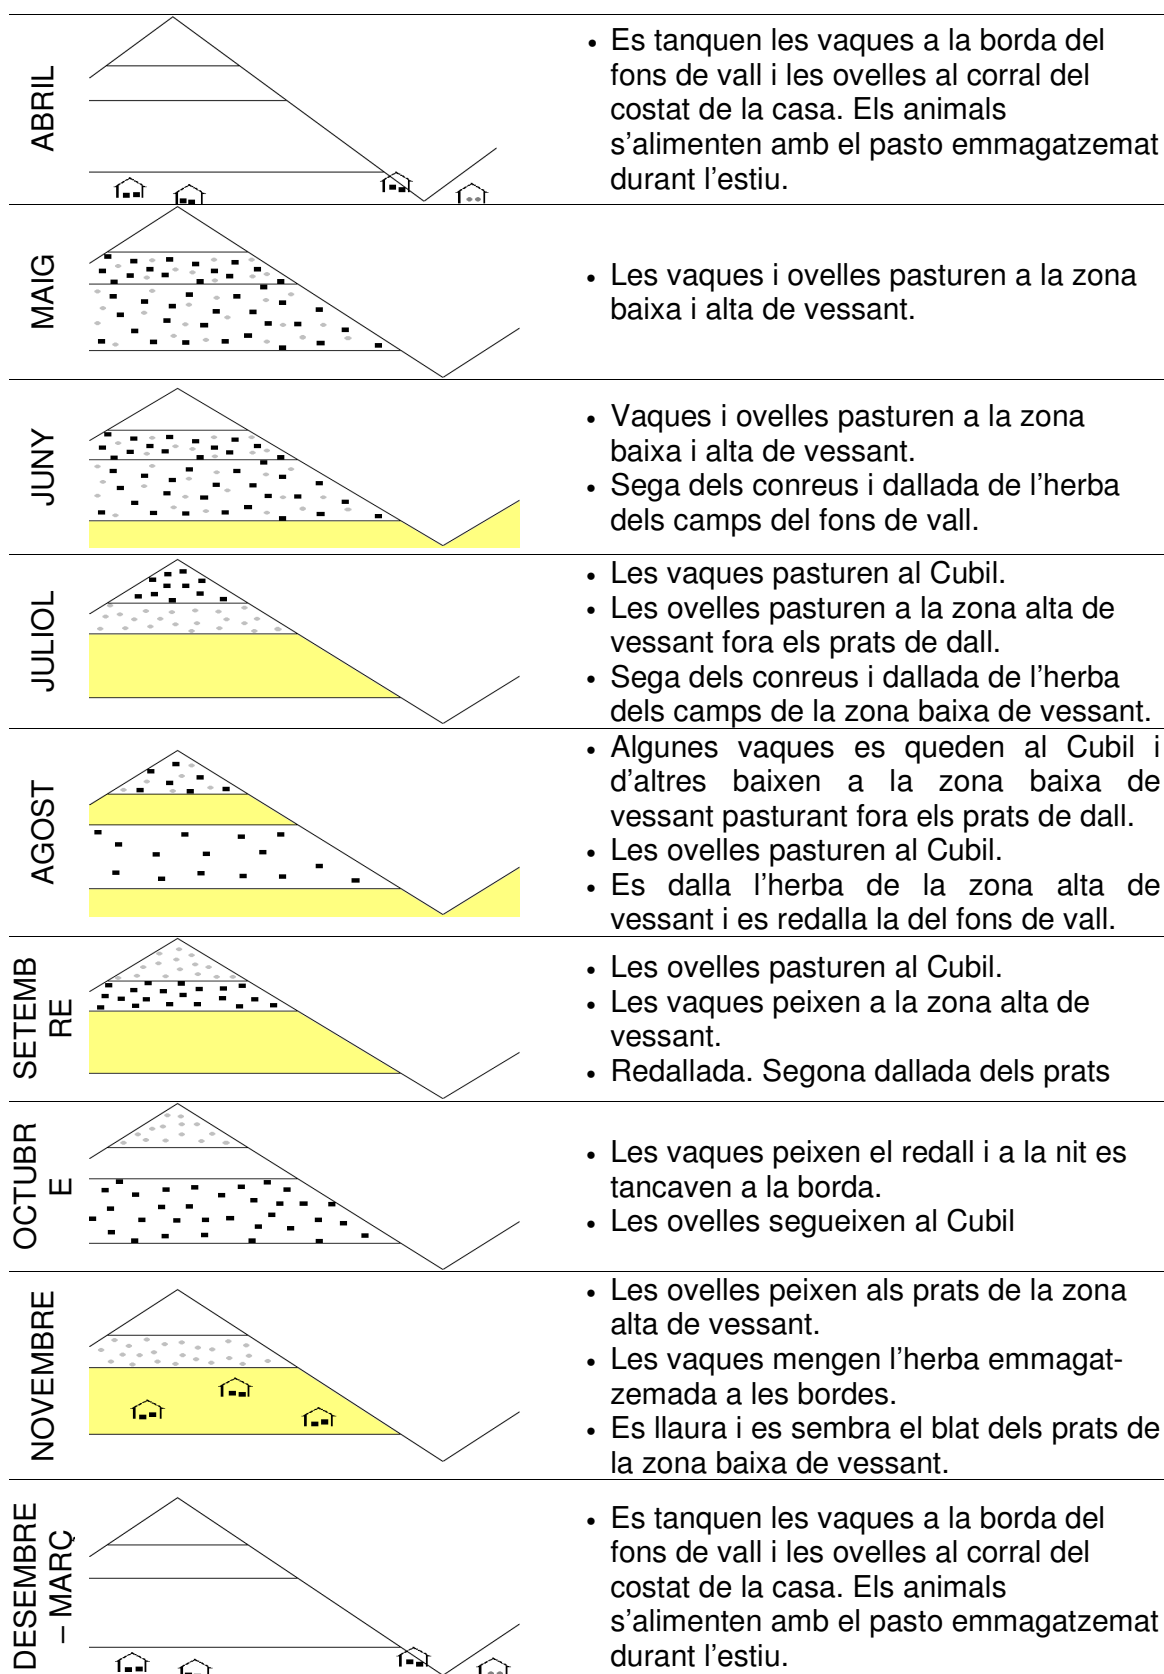 ABRIL
• Es tanquen les vaques a la borda del
fons de vall i les ovelles al corral del
costat de la casa. Els animals
s’alimenten amb el pasto emmagatzemat
durant l’estiu.
MAIG
• Les vaques i ovelles pasturen a la zona
baixa i alta de vessant.
JUNY
• Vaques i ovelles pasturen a la zona
baixa i alta de vessant.
• Sega dels conreus i dallada de l’herba
dels camps del fons de vall.
JULIOL
• Les vaques pasturen al Cubil.
• Les ovelles pasturen a la zona alta de
vessant fora els prats de dall.
• Sega dels conreus i dallada de l’herba
dels camps de la zona baixa de vessant.
AGOST
• Algunes vaques es queden al Cubil i
d’altres baixen a la zona baixa de
vessant pasturant fora els prats de dall.
• Les ovelles pasturen al Cubil.
• Es dalla l’herba de la zona alta de
vessant i es redalla la del fons de vall.
SETEMB
RE
• Les ovelles pasturen al Cubil.
• Les vaques peixen a la zona alta de
vessant.
• Redallada. Segona dallada dels prats
OCTUBR
E
• Les vaques peixen el redall i a la nit es
tancaven a la borda.
• Les ovelles segueixen al Cubil
NOVEMBRE
• Les ovelles peixen als prats de la zona
alta de vessant.
• Les vaques mengen l’herba emmagat-
zemada a les bordes.
• Es llaura i es sembra el blat dels prats de
la zona baixa de vessant.
DESEMBRE
– MARÇ
• Es tanquen les vaques a la borda del
fons de vall i les ovelles al corral del
costat de la casa. Els animals
s’alimenten amb el pasto emmagatzemat
durant l’estiu.